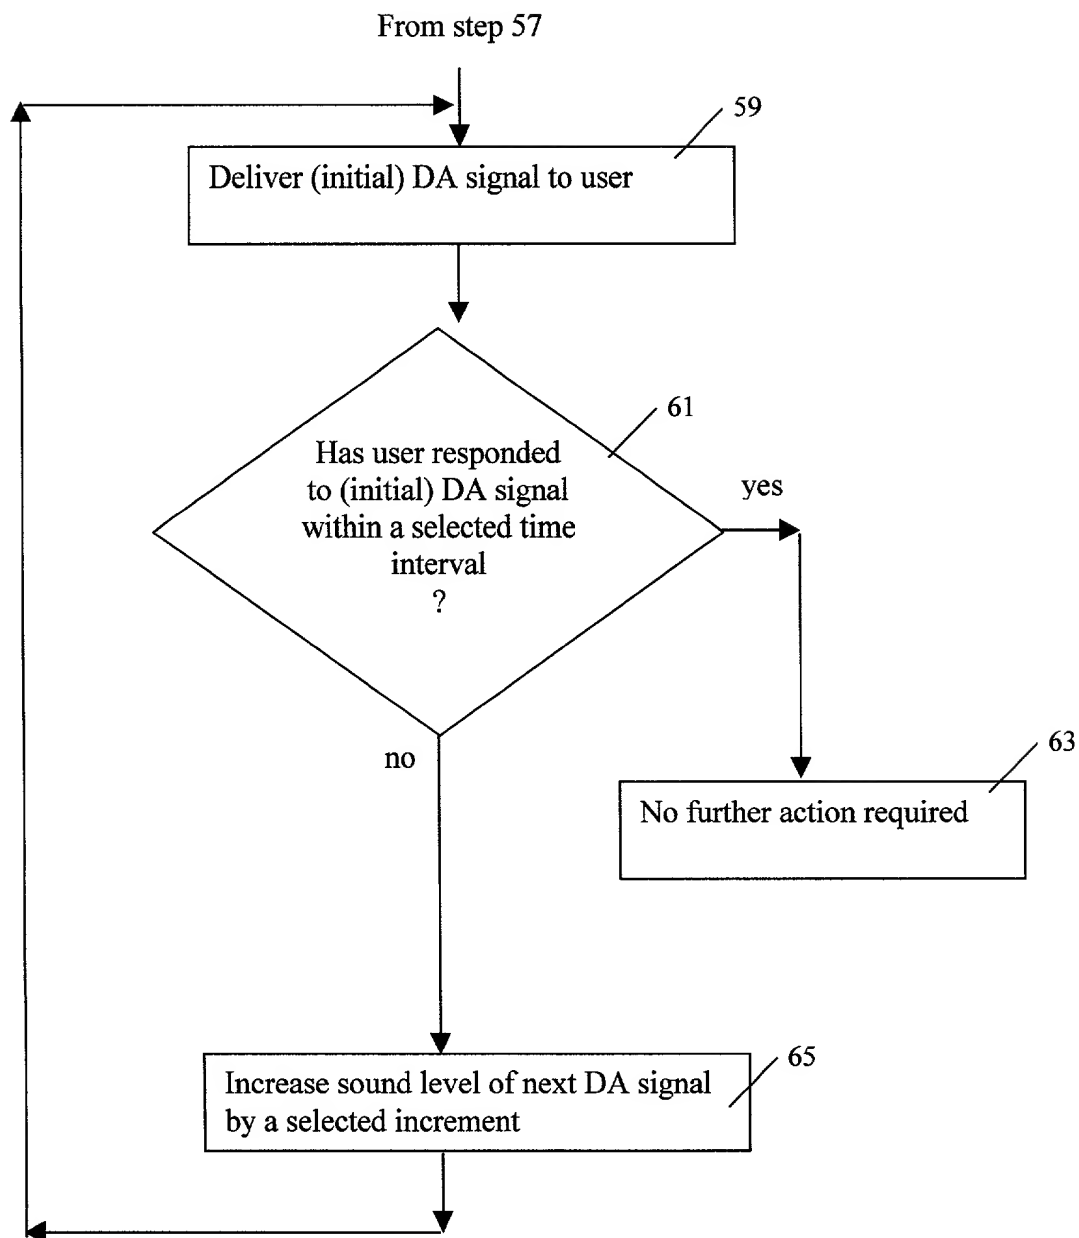 From step 57
59
Deliver (initial) DA signal to user
61
Has user responded
to (initial) DA signal
within a selected time
interval
?
yes
no
63
No further action required
65
Increase sound level of next DA signal
by a selected increment